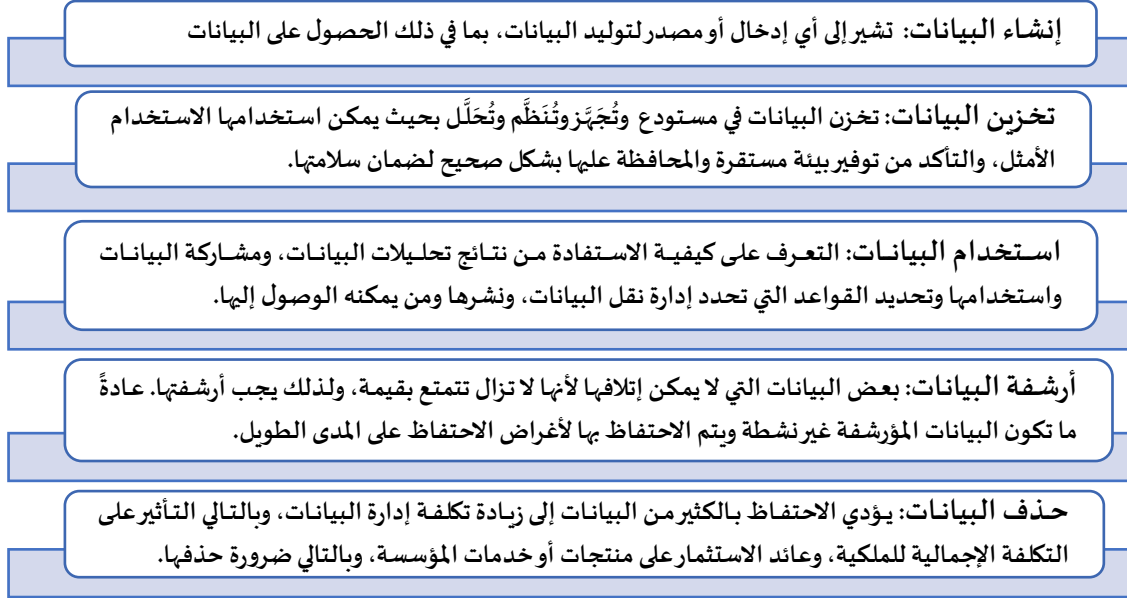 إنشاء البيانات: تشير إلى أي إدخال أو مصدر لتوليد البيانات، بما في ذلك الحصول على البيانات
تخزين البيانات: تخزن البيانات في مستودع وتُجَهَّز وتُنَظَّم وتُحَلَّل بحيث يمكن استخدامها الاستخدام
الأمثل، والتأكد من توفير بيئة مستقرة والمحافظة عليها بشكل صحيح لضمان سلامتها.
استخدام البيانات: التعرف على كيفية الاستفادة من نتائج تحليلات البيانات، ومشاركة البيانات
واستخدامها وتحديد القواعد التي تحدد إدارة نقل البيانات، ونشرها ومن يمكنه الوصول إليها.
أرشفة البيانات: بعض البيانات التي لا يمكن إتلافها لأنها لا تزال تتمتع بقيمة، ولذلك يجب أرشفتها. عادةً
ما تكون البيانات المؤرشفة غير نشطة ويتم الاحتفاظ بها لأغراض الاحتفاظ على المدى الطويل.
حذف البيانات: يؤدي الاحتفاظ بالكثير من البيانات إلى زيادة تكلفة إدارة البيانات، وبالتالي التأثير على
التكلفة الإجمالية للملكية، وعائد الاستثمار على منتجات أو خدمات المؤسسة، وبالتالي ضرورة حذفها.